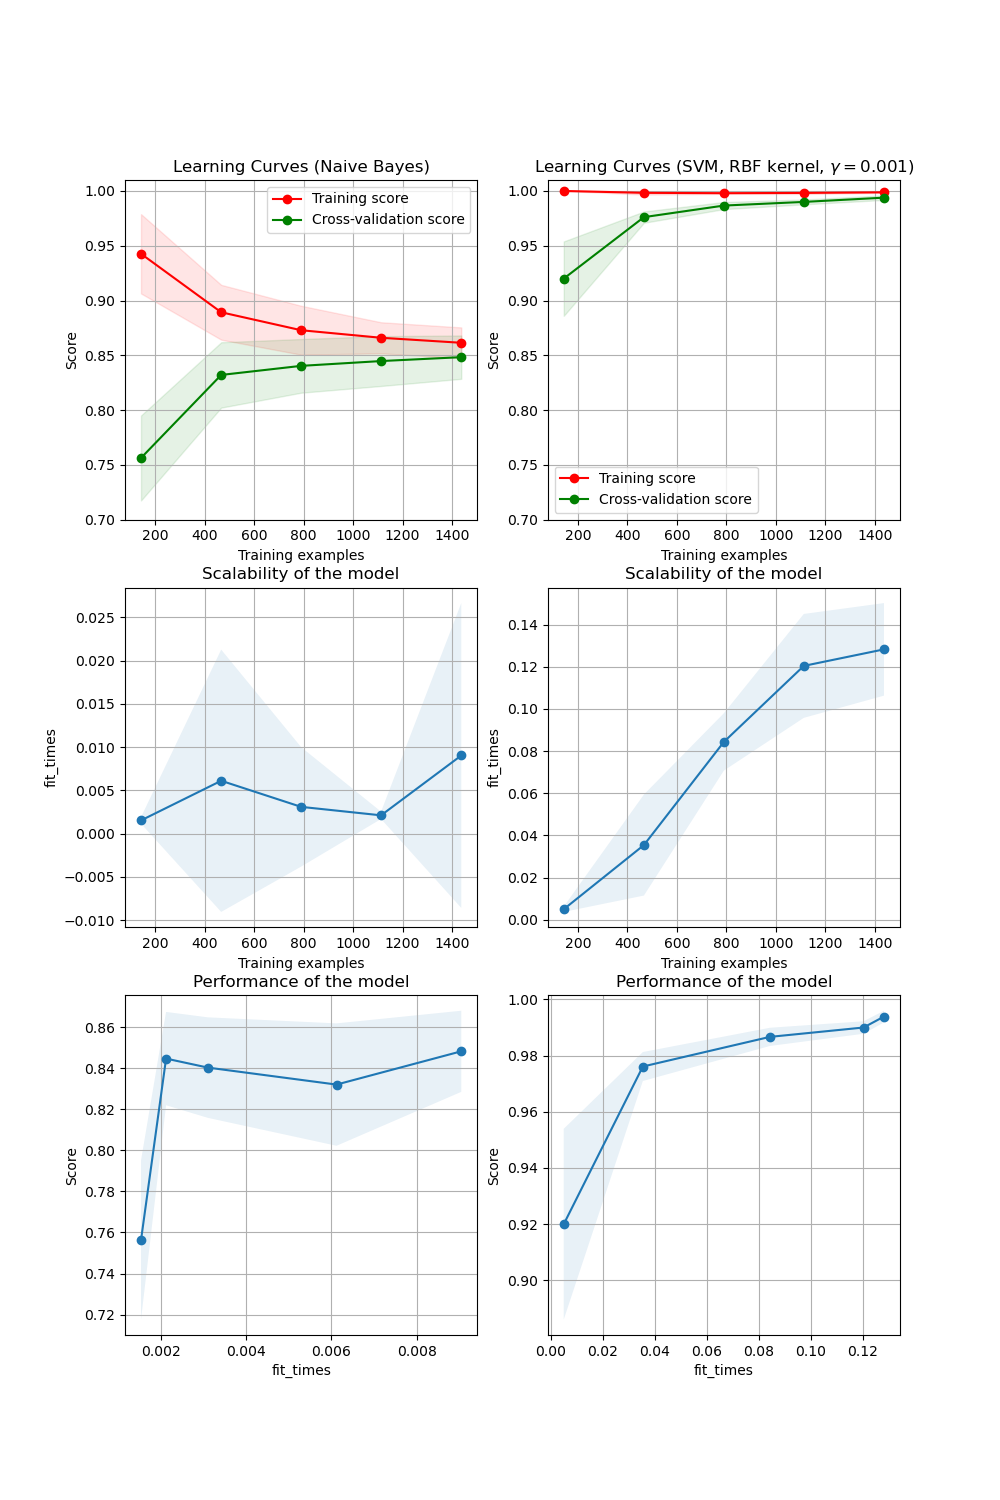 Learning Curves (Naive Bayes)
1.00
0.95
0.90
0.85
0.80
0.75
0.70
Score
Training score
Cross-validation score
200 400 600 800 1000 1200 1400
Training examples
Learning Curves (SVM, RBF kernel, γ = 0.001)
1.00
0.95
0.90
0.85
0.80
0.75
0.70
Score
Training score
Cross-validation score
200 400 600 800 1000 1200 1400
Training examples
Scalability of the model
0.025
0.020
0.015
0.010
0.005
0.000
−0.005
−0.010
fit_times
200 400 600 800 1000 1200 1400
Training examples
Scalability of the model
0.14
0.12
0.10
0.08
0.06
0.04
0.02
0.00
fit_times
200 400 600 800 1000 1200 1400
Training examples
Performance of the model
0.86
0.84
0.82
0.80
0.78
0.76
0.74
0.72
Score
0.002 0.004 0.006 0.008
fit_times
Performance of the model
1.00
0.98
0.96
0.94
0.92
0.90
Score
0.00 0.02 0.04 0.06 0.08 0.10 0.12
fit_times